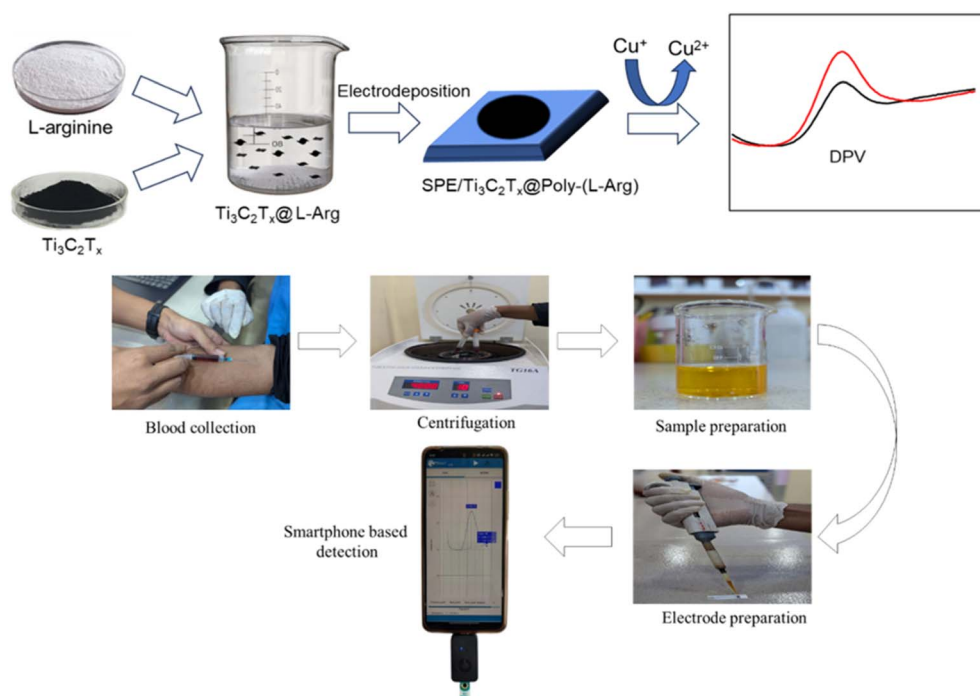 L-arginine
Ti₃C₂Tₓ
Ti₃C₂Tₓ@ L-Arg
Electrodeposition
SPE/Ti₃C₂Tₓ@Poly-(L-Arg)
Cu⁺ Cu²⁺
DPV
Blood collection
TG16A
Centrifugation
Sample preparation
Electrode preparation
Smartphone based
detection